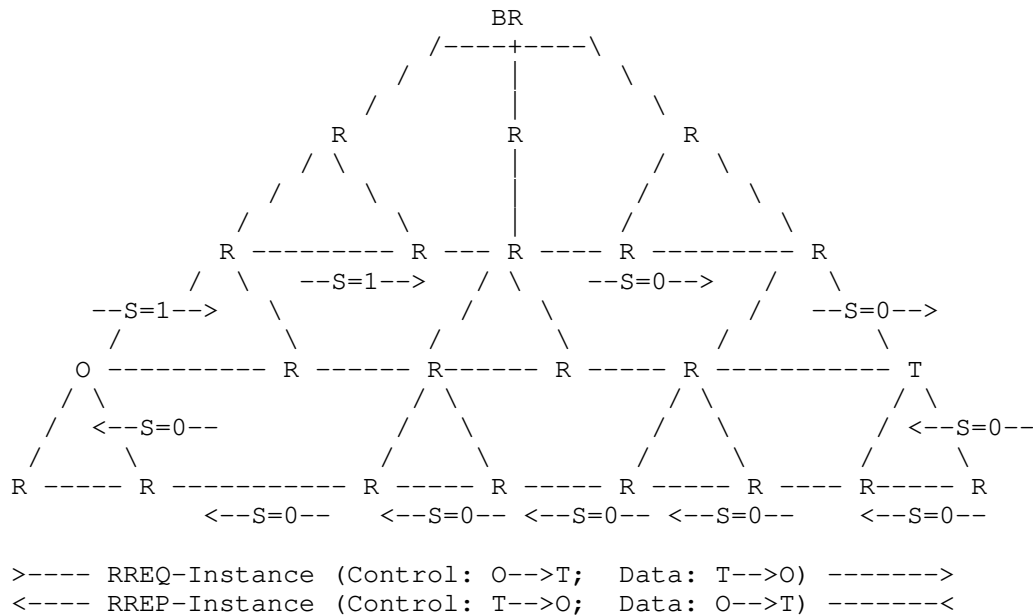 BR
/----+----\
/ | \
/ | \
R R R
/ \ | / \
/ \ | / \
/ \ | / \
R --------- R --- R ---- R --------- R
/ \ --S=1--> / \ --S=0--> / \
--S=1--> \ / \ / --S=0-->
/ \ / \ / \
O ---------- R ------ R------ R ----- R ----------- T
/ \ / \ / \ / \
/ <--S=0-- / \ / \ / <--S=0--
/ \ / \ / \ / \
R ----- R ----------- R ----- R ----- R ----- R ---- R----- R
<--S=0-- <--S=0-- <--S=0-- <--S=0-- <--S=0--
>---- RREQ-Instance (Control: O-->T; Data: T-->O) ------->
<---- RREP-Instance (Control: T-->O; Data: O-->T) -------<